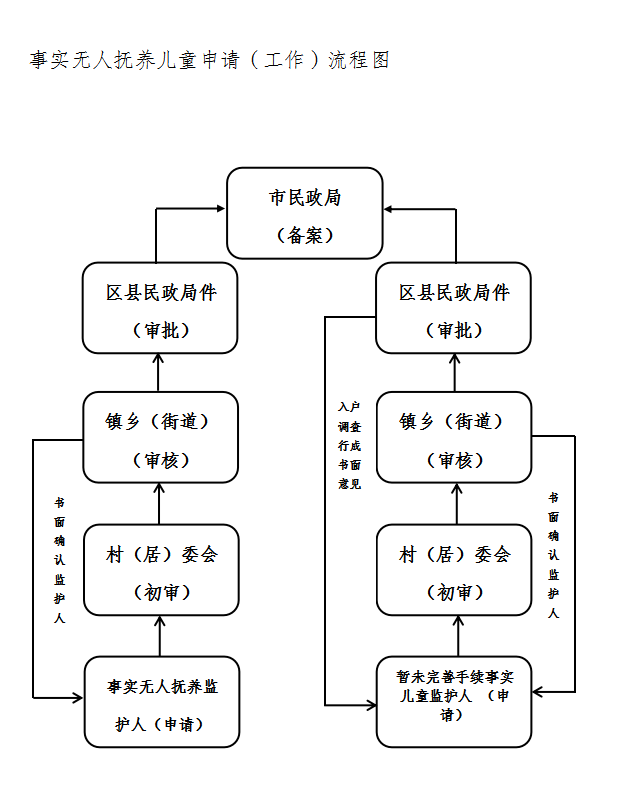 事实无人抚养儿童申请（工作）流程图
市民政局
（备案）
区县民政局件
（审批）
区县民政局件
（审批）
镇乡（街道）
（审核）
入户
调查
行成
书面
意见
镇乡（街道）
（审核）
书
面
确
认
监
护
人
村（居）委会
（初审）
村（居）委会
（初审）
书
面
确
认
监
护
人
事实无人抚养监
护人（申请）
暂未完善手续事实
儿童监护人 （申
请）